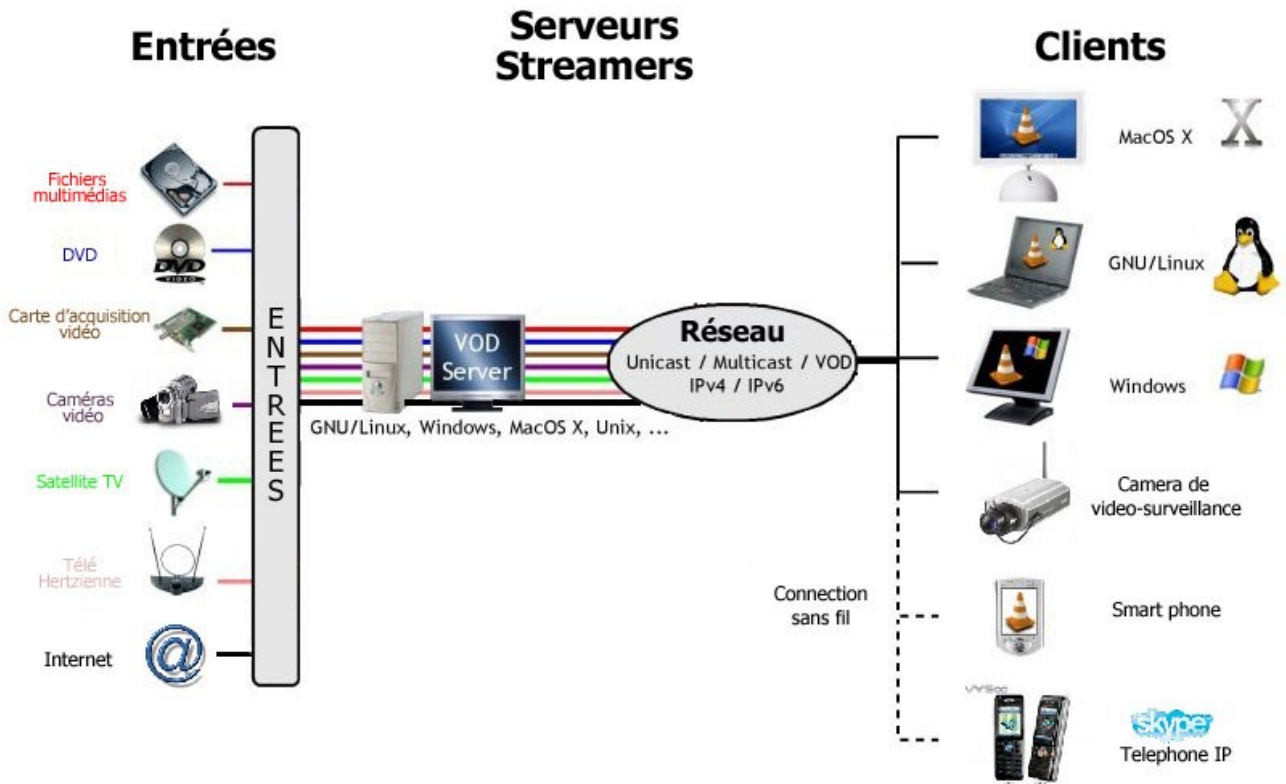 Entrées
Serveurs
Streamers
Clients
Fichiers
multimédias
DVD
DVD
VIDEO
Carte d'acquisition
vidéo
Caméras
vidéo
Satellite TV
Télé
Hertzienne
Internet
@
E
N
T
R
E
E
S
VOD
Server
GNU/Linux, Windows, MacOS X, Unix, ...
Réseau
Unicast / Multicast / VOD
IPv4 / IPv6
Connection
sans fil
MacOS X
X
GNU/Linux
Windows
Camera de
video-surveillance
Smart phone
skype
Telephone IP